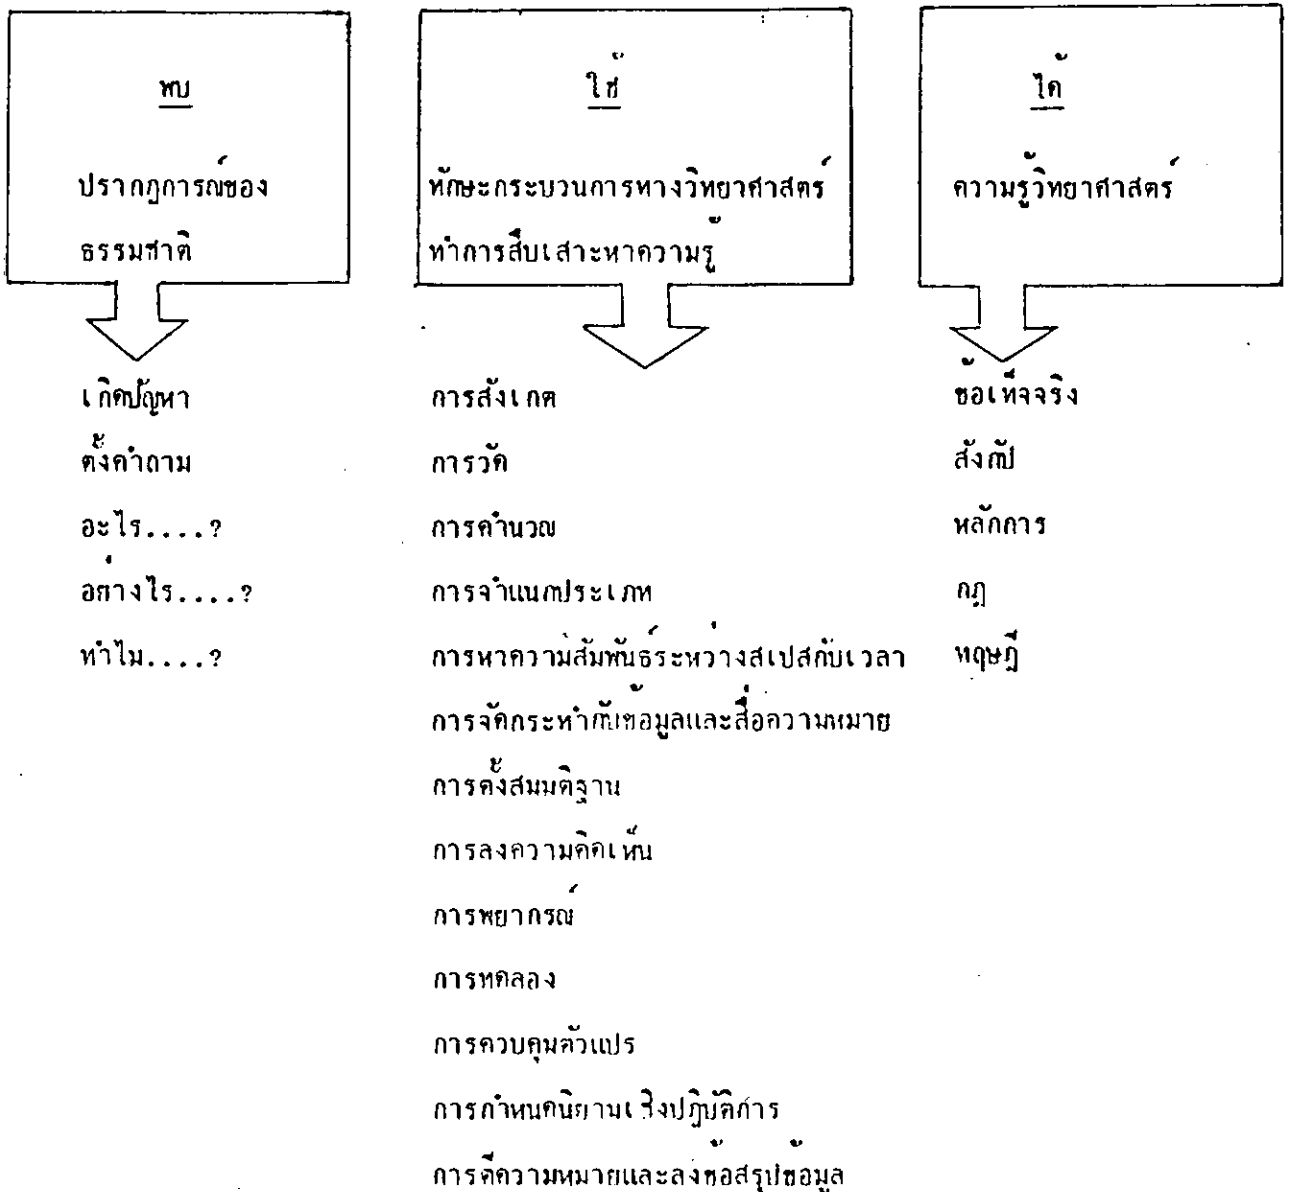 พบ
ปรากฏการณ์ของ
ธรรมชาติ
เกิดปัญหา
ตั้งคำถาม
อะไร....?
อย่างไร....?
ทำไม....?
ใช้
ทักษะกระบวนการทางวิทยาศาสตร์
ทำการสืบเสาะหาความรู้
การสังเกต
การวัด
การคำนวณ
การจำแนกประเภท
การหาความสัมพันธ์ระหว่างสเปสกับเวลา
การจัดกระทำกับข้อมูลและสื่อความหมาย
การตั้งสมมติฐาน
การลงความคิดเห็น
การพยากรณ์
การทดลอง
การควบคุมตัวแปร
การกำหนดนิยามเชิงปฏิบัติการ
การตีความหมายและลงข้อสรุปข้อมูล
ได้
ความรู้วิทยาศาสตร์
ข้อเท็จจริง
สังกัป
หลักการ
กฎ
ทฤษฎี